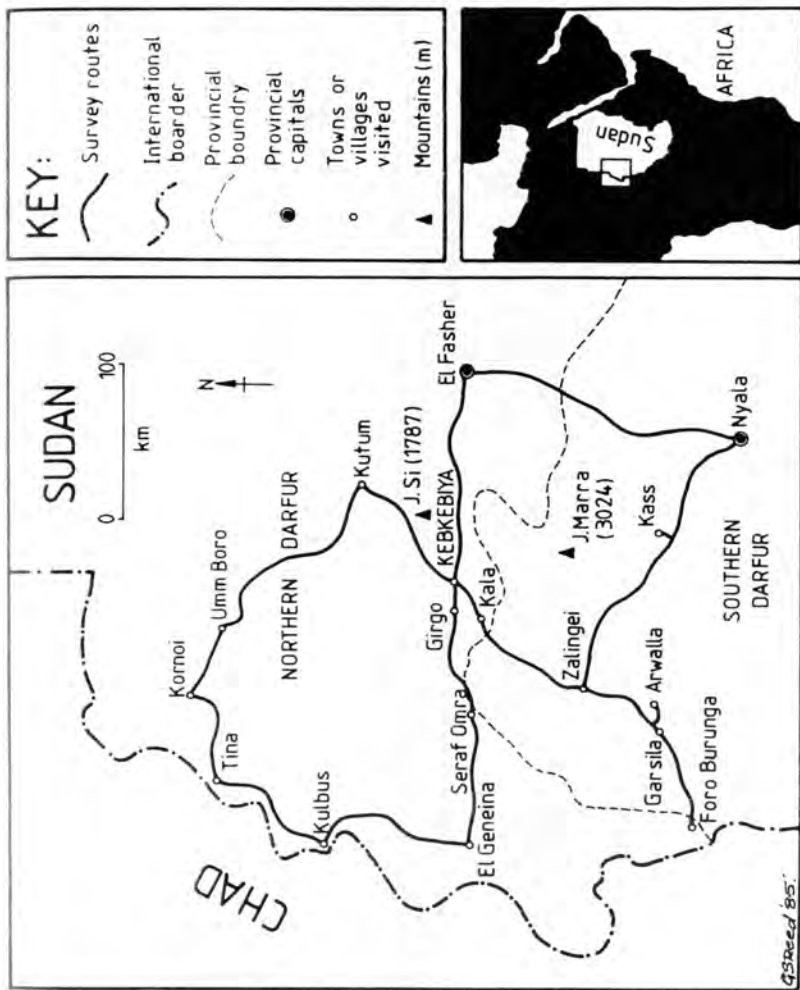 SUDAN
0
100
km
N
CHAD
Kornoi
Umm Boro
Tina
NORTHERN DARFUR
Kulbus
Kutum
J. Si (1787)
El Geneina
Seraf Omra
Girgo
KEBKEBIYA
El Fasher
Kala
J.Marra
(3024)
Zalingei
Kass
Arwalla
Garsila
Foro Burunga
Nyala
SOUTHERN
DARFUR
GSReed '85.
KEY:
Survey routes
International
boarder
Provincial
boundry
Provincial
capitals
Towns or
villages
visited
Mountains (m)
Sudan
AFRICA